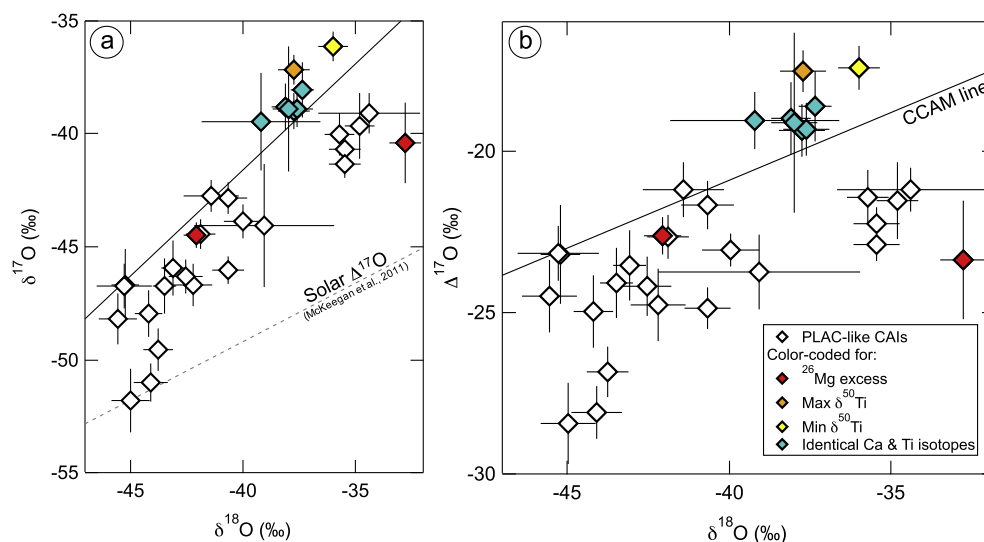 a
-35
-40
-45
-50
-55
δ¹⁷O (‰)
Solar Δ¹⁷O
(McKeegan et al., 2011)
-45 -40 -35
δ¹⁸O (‰)
b
-20
-25
-30
Δ¹⁷O (‰)
CCAM line
PLAC-like CAIs
Color-coded for:
²⁶Mg excess
Max δ⁵⁰Ti
Min δ⁵⁰Ti
Identical Ca & Ti isotopes
-45 -40 -35
δ¹⁸O (‰)